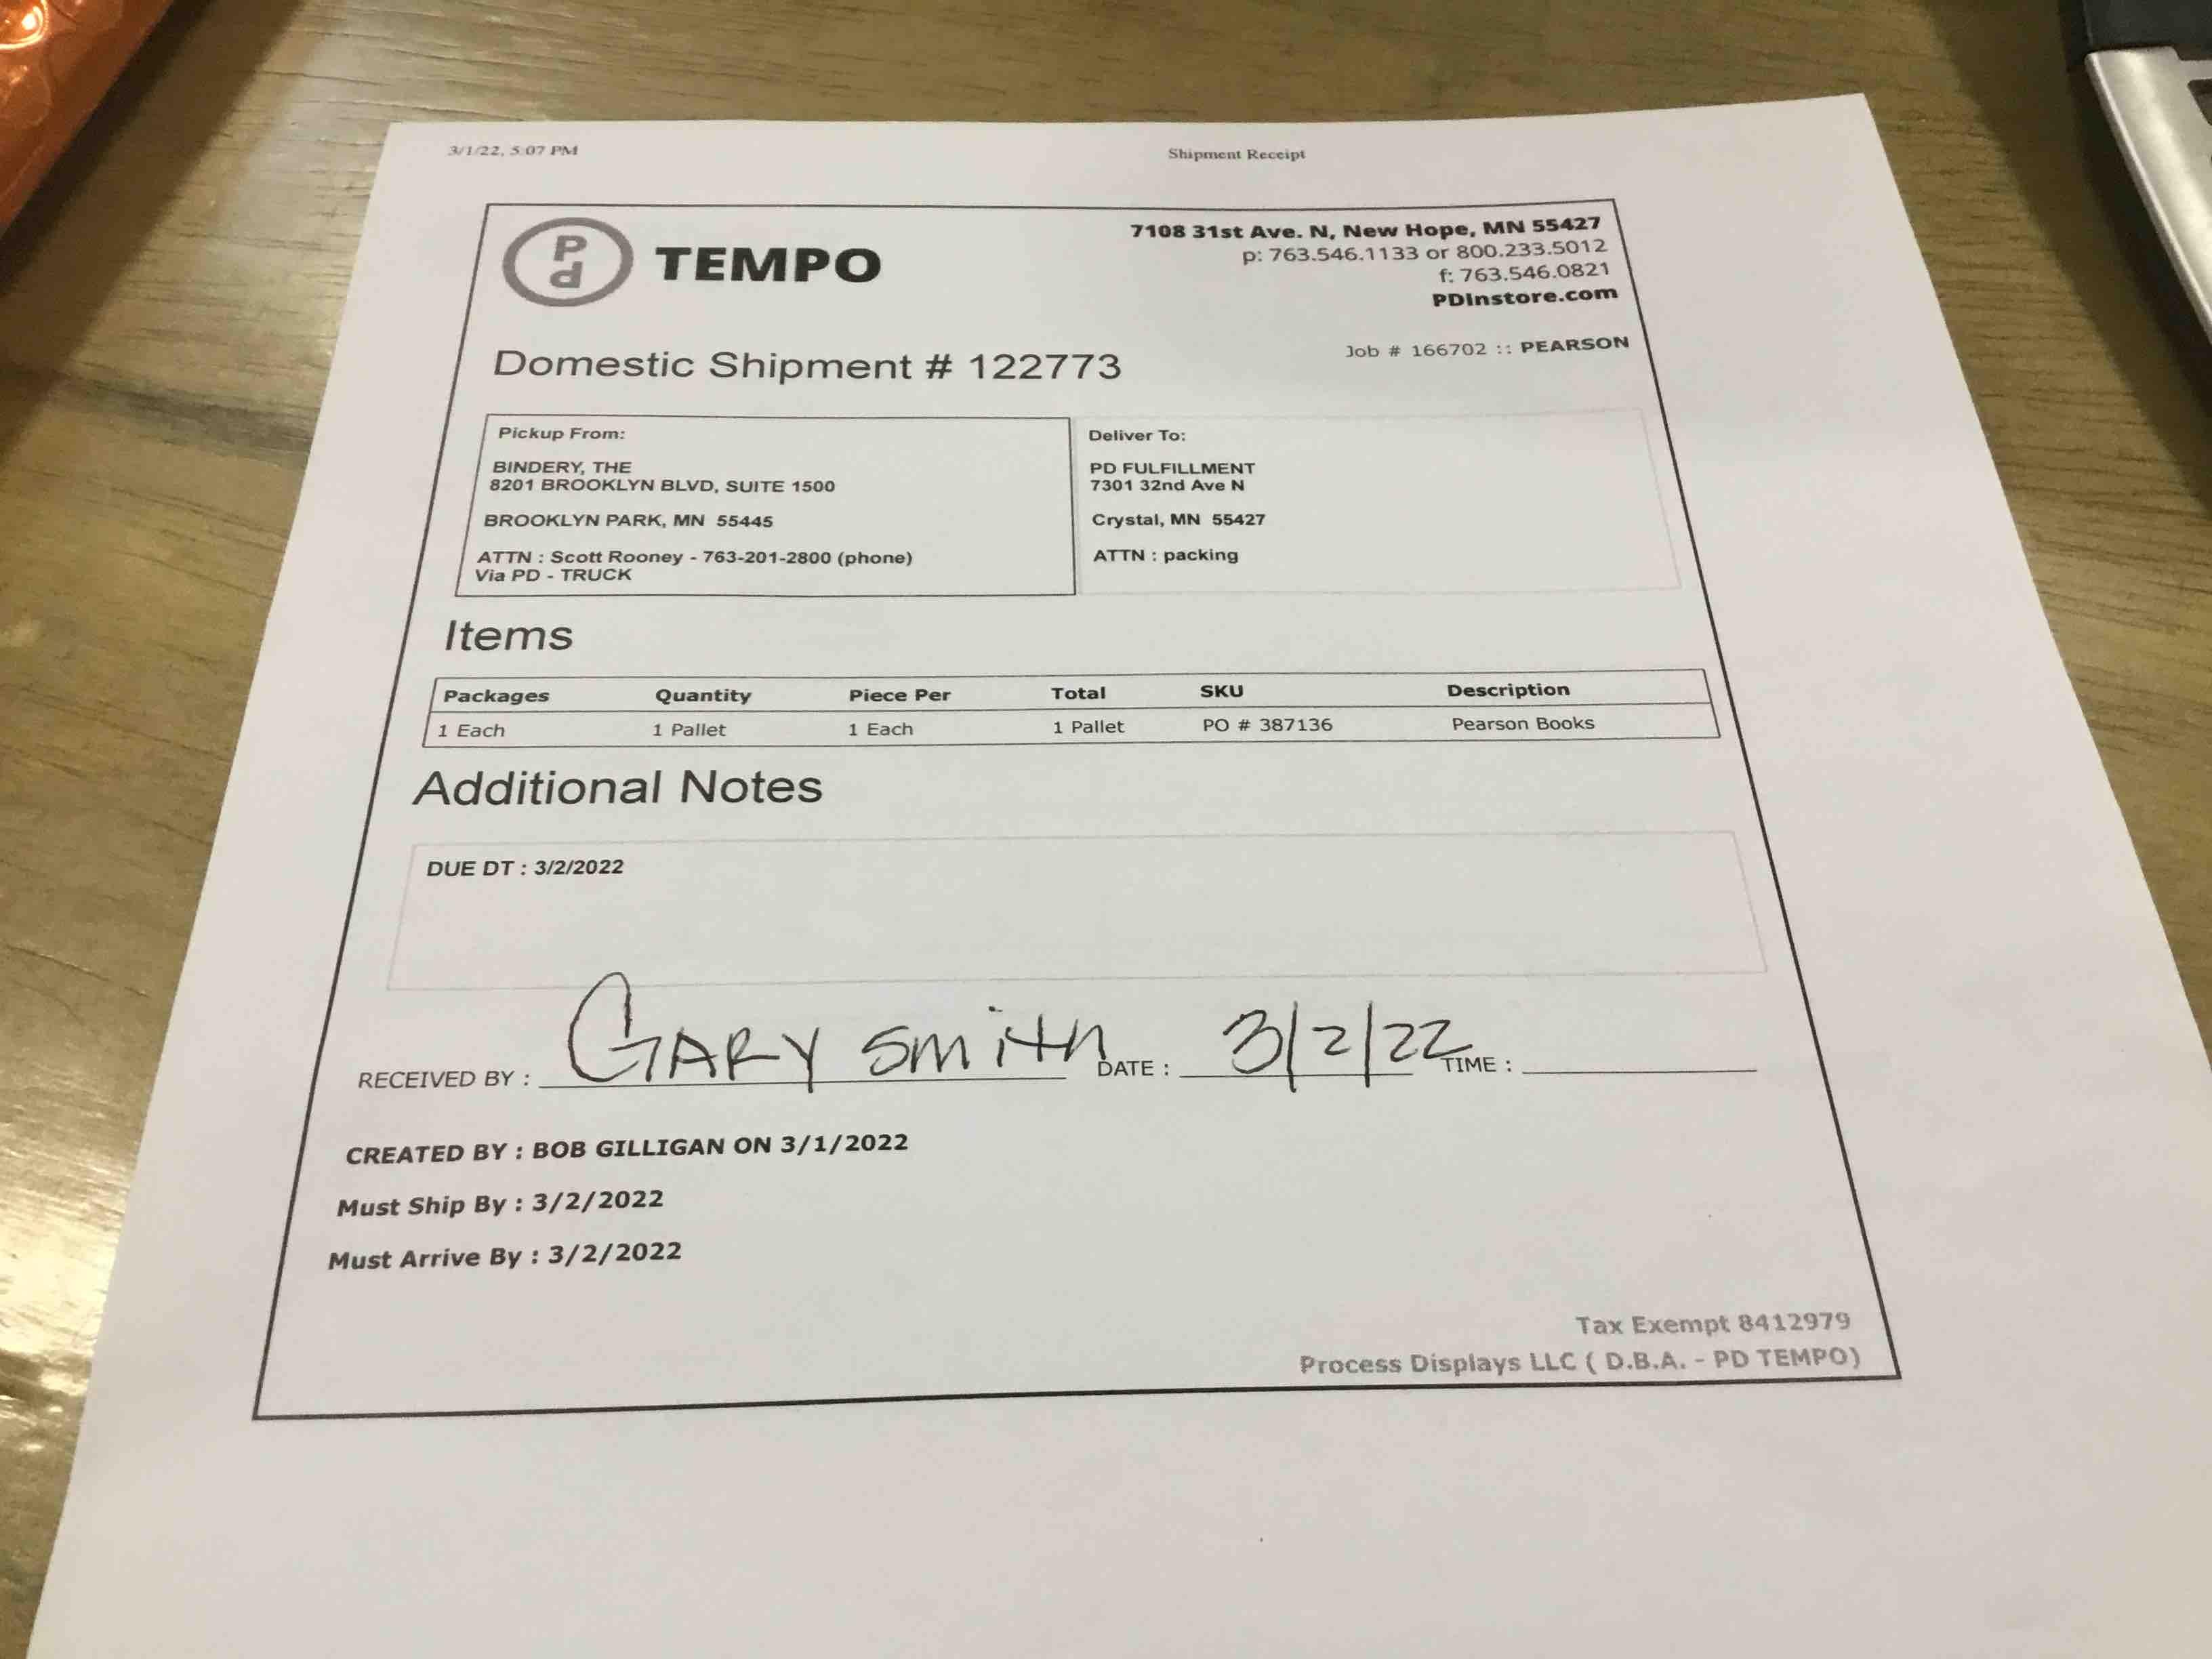 3/1/22, 5:07 PM
Shipment Receipt
Pd TEMPO
7108 31st Ave. N, New Hope, MN 55427
p: 763.546.1133 or 800.233.5012
f: 763.546.0821
PDInstore.com
Domestic Shipment # 122773
Job # 166702 :: PEARSON
Pickup From:
BINDERY, THE
8201 BROOKLYN BLVD, SUITE 1500
BROOKLYN PARK, MN 55445
ATTN : Scott Rooney - 763-201-2800 (phone)
Via PD - TRUCK
Deliver To:
PD FULFILLMENT
7301 32nd Ave N
Crystal, MN 55427
ATTN : packing
Items
Packages Quantity Piece Per Total SKU Description
1 Each 1 Pallet 1 Each 1 Pallet PO # 387136 Pearson Books
Additional Notes
DUE DT : 3/2/2022
RECEIVED BY : GARY SmitH DATE : 3/2/22 TIME :
CREATED BY : BOB GILLIGAN ON 3/1/2022
Must Ship By : 3/2/2022
Must Arrive By : 3/2/2022
Tax Exempt 8412979
Process Displays LLC ( D.B.A. - PD TEMPO)